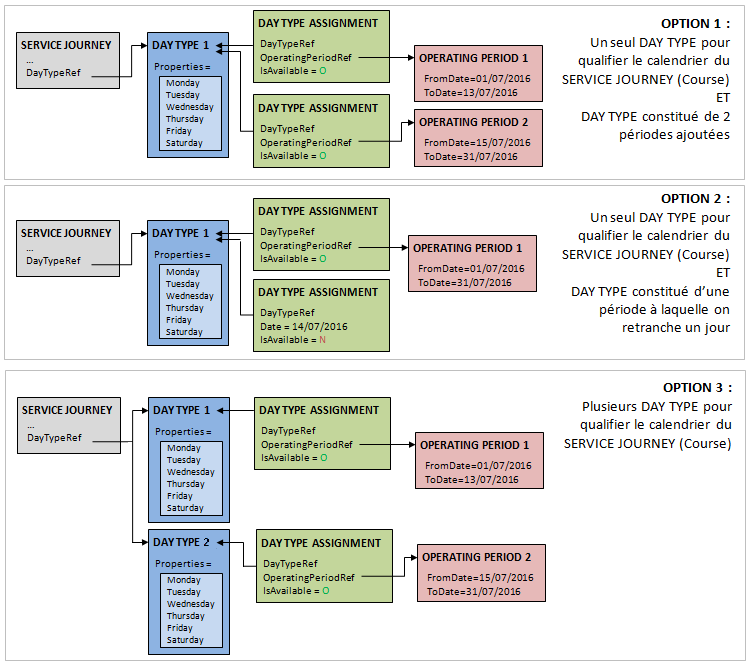 SERVICE JOURNEY
...
DayTypeRef
DAY TYPE 1
Properties =
Monday
Tuesday
Wednesday
Thursday
Friday
Saturday
DAY TYPE ASSIGNMENT
DayTypeRef
OperatingPeriodRef
IsAvailable = O
DAY TYPE ASSIGNMENT
DayTypeRef
OperatingPeriodRef
IsAvailable = O
OPERATING PERIOD 1
FromDate=01/07/2016
ToDate=13/07/2016
OPERATING PERIOD 2
FromDate=15/07/2016
ToDate=31/07/2016
OPTION 1 :
Un seul DAY TYPE pour
qualifier le calendrier du
SERVICE JOURNEY (Course)
ET
DAY TYPE constitué de 2
périodes ajoutées
SERVICE JOURNEY
...
DayTypeRef
DAY TYPE 1
Properties =
Monday
Tuesday
Wednesday
Thursday
Friday
Saturday
DAY TYPE ASSIGNMENT
DayTypeRef
OperatingPeriodRef
IsAvailable = O
DAY TYPE ASSIGNMENT
DayTypeRef
Date = 14/07/2016
IsAvailable = N
OPERATING PERIOD 1
FromDate=01/07/2016
ToDate=31/07/2016
OPTION 2 :
Un seul DAY TYPE pour
qualifier le calendrier du
SERVICE JOURNEY (Course)
ET
DAY TYPE constitué d’une
période à laquelle on
retranche un jour
SERVICE JOURNEY
...
DayTypeRef
DAY TYPE 1
Properties =
Monday
Tuesday
Wednesday
Thursday
Friday
Saturday
DAY TYPE ASSIGNMENT
DayTypeRef
OperatingPeriodRef
IsAvailable = O
OPERATING PERIOD 1
FromDate=01/07/2016
ToDate=13/07/2016
DAY TYPE 2
Properties =
Monday
Tuesday
Wednesday
Thursday
Friday
Saturday
DAY TYPE ASSIGNMENT
DayTypeRef
OperatingPeriodRef
IsAvailable = O
OPERATING PERIOD 2
FromDate=15/07/2016
ToDate=31/07/2016
OPTION 3 :
Plusieurs DAY TYPE pour
qualifier le calendrier du
SERVICE JOURNEY (Course)